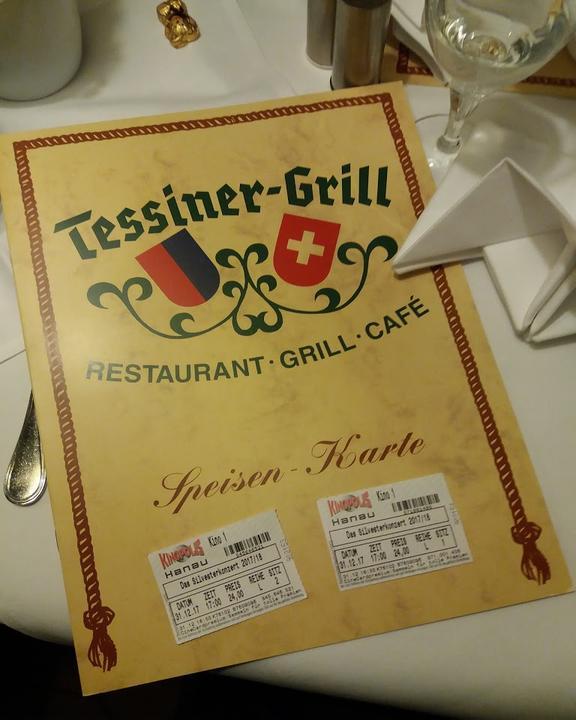 Tessiner-Grill
RESTAURANT · GRILL · CAFÉ
Speisen-Karte
KINOPOLIS Kino 1
Hanau
Das Silvesterkonzert 2017/18
DATUM ZEIT PREIS REIHE SITZ
31.12.17 17:00 24,00 L 2
KINOPOLIS Kino 1
Hanau
Das Silvesterkonzert 2017/18
DATUM ZEIT PREIS REIHE SITZ
31.12.17 17:00 24,00 L 1